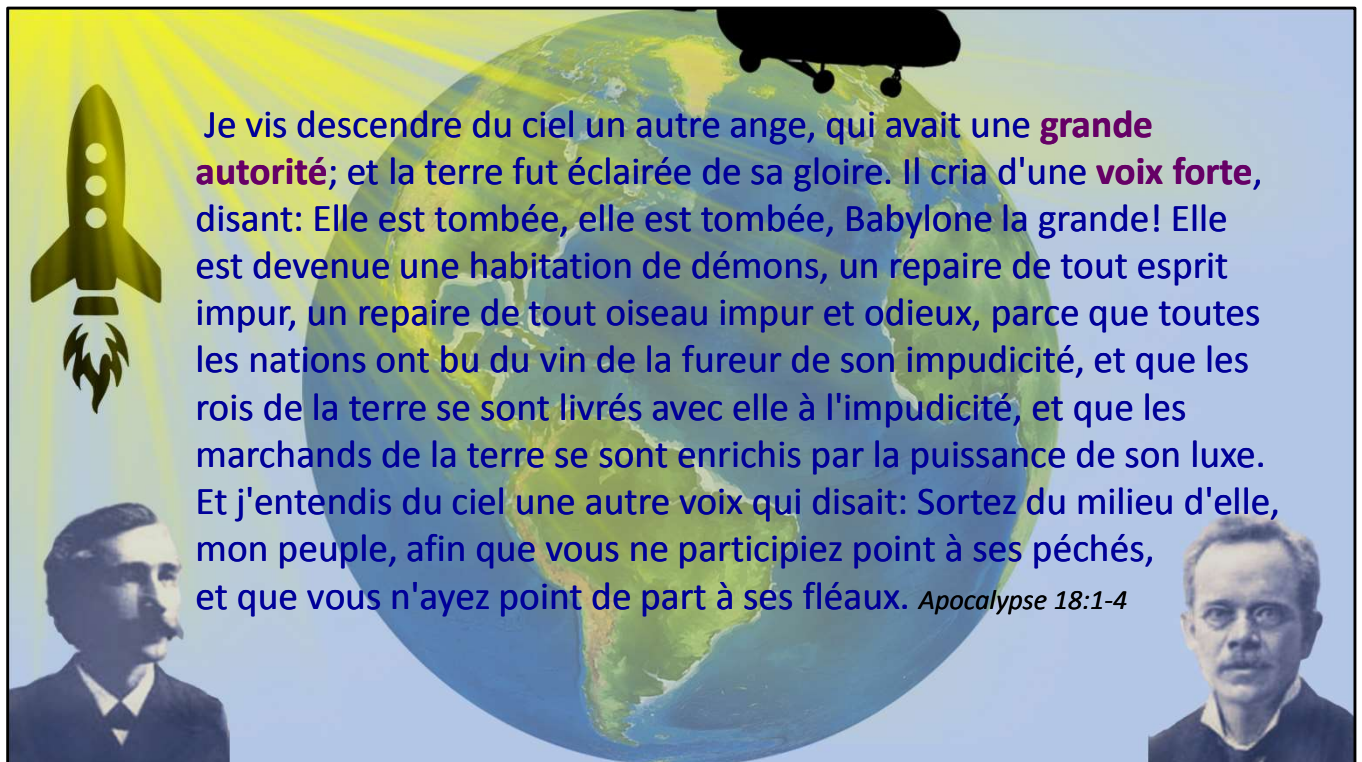 Je vis descendre du ciel un autre ange, qui avait une grande
autorité; et la terre fut éclairée de sa gloire. Il cria d'une voix forte,
disant: Elle est tombée, elle est tombée, Babylone la grande! Elle
est devenue une habitation de démons, un repaire de tout esprit
impur, un repaire de tout oiseau impur et odieux, parce que toutes
les nations ont bu du vin de la fureur de son impudicité, et que les
rois de la terre se sont livrés avec elle à l'impudicité, et que les
marchands de la terre se sont enrichis par la puissance de son luxe.
Et j'entendis du ciel une autre voix qui disait: Sortez du milieu d'elle,
mon peuple, afin que vous ne participiez point à ses péchés,
et que vous n'ayez point de part à ses fléaux. Apocalypse 18:1-4